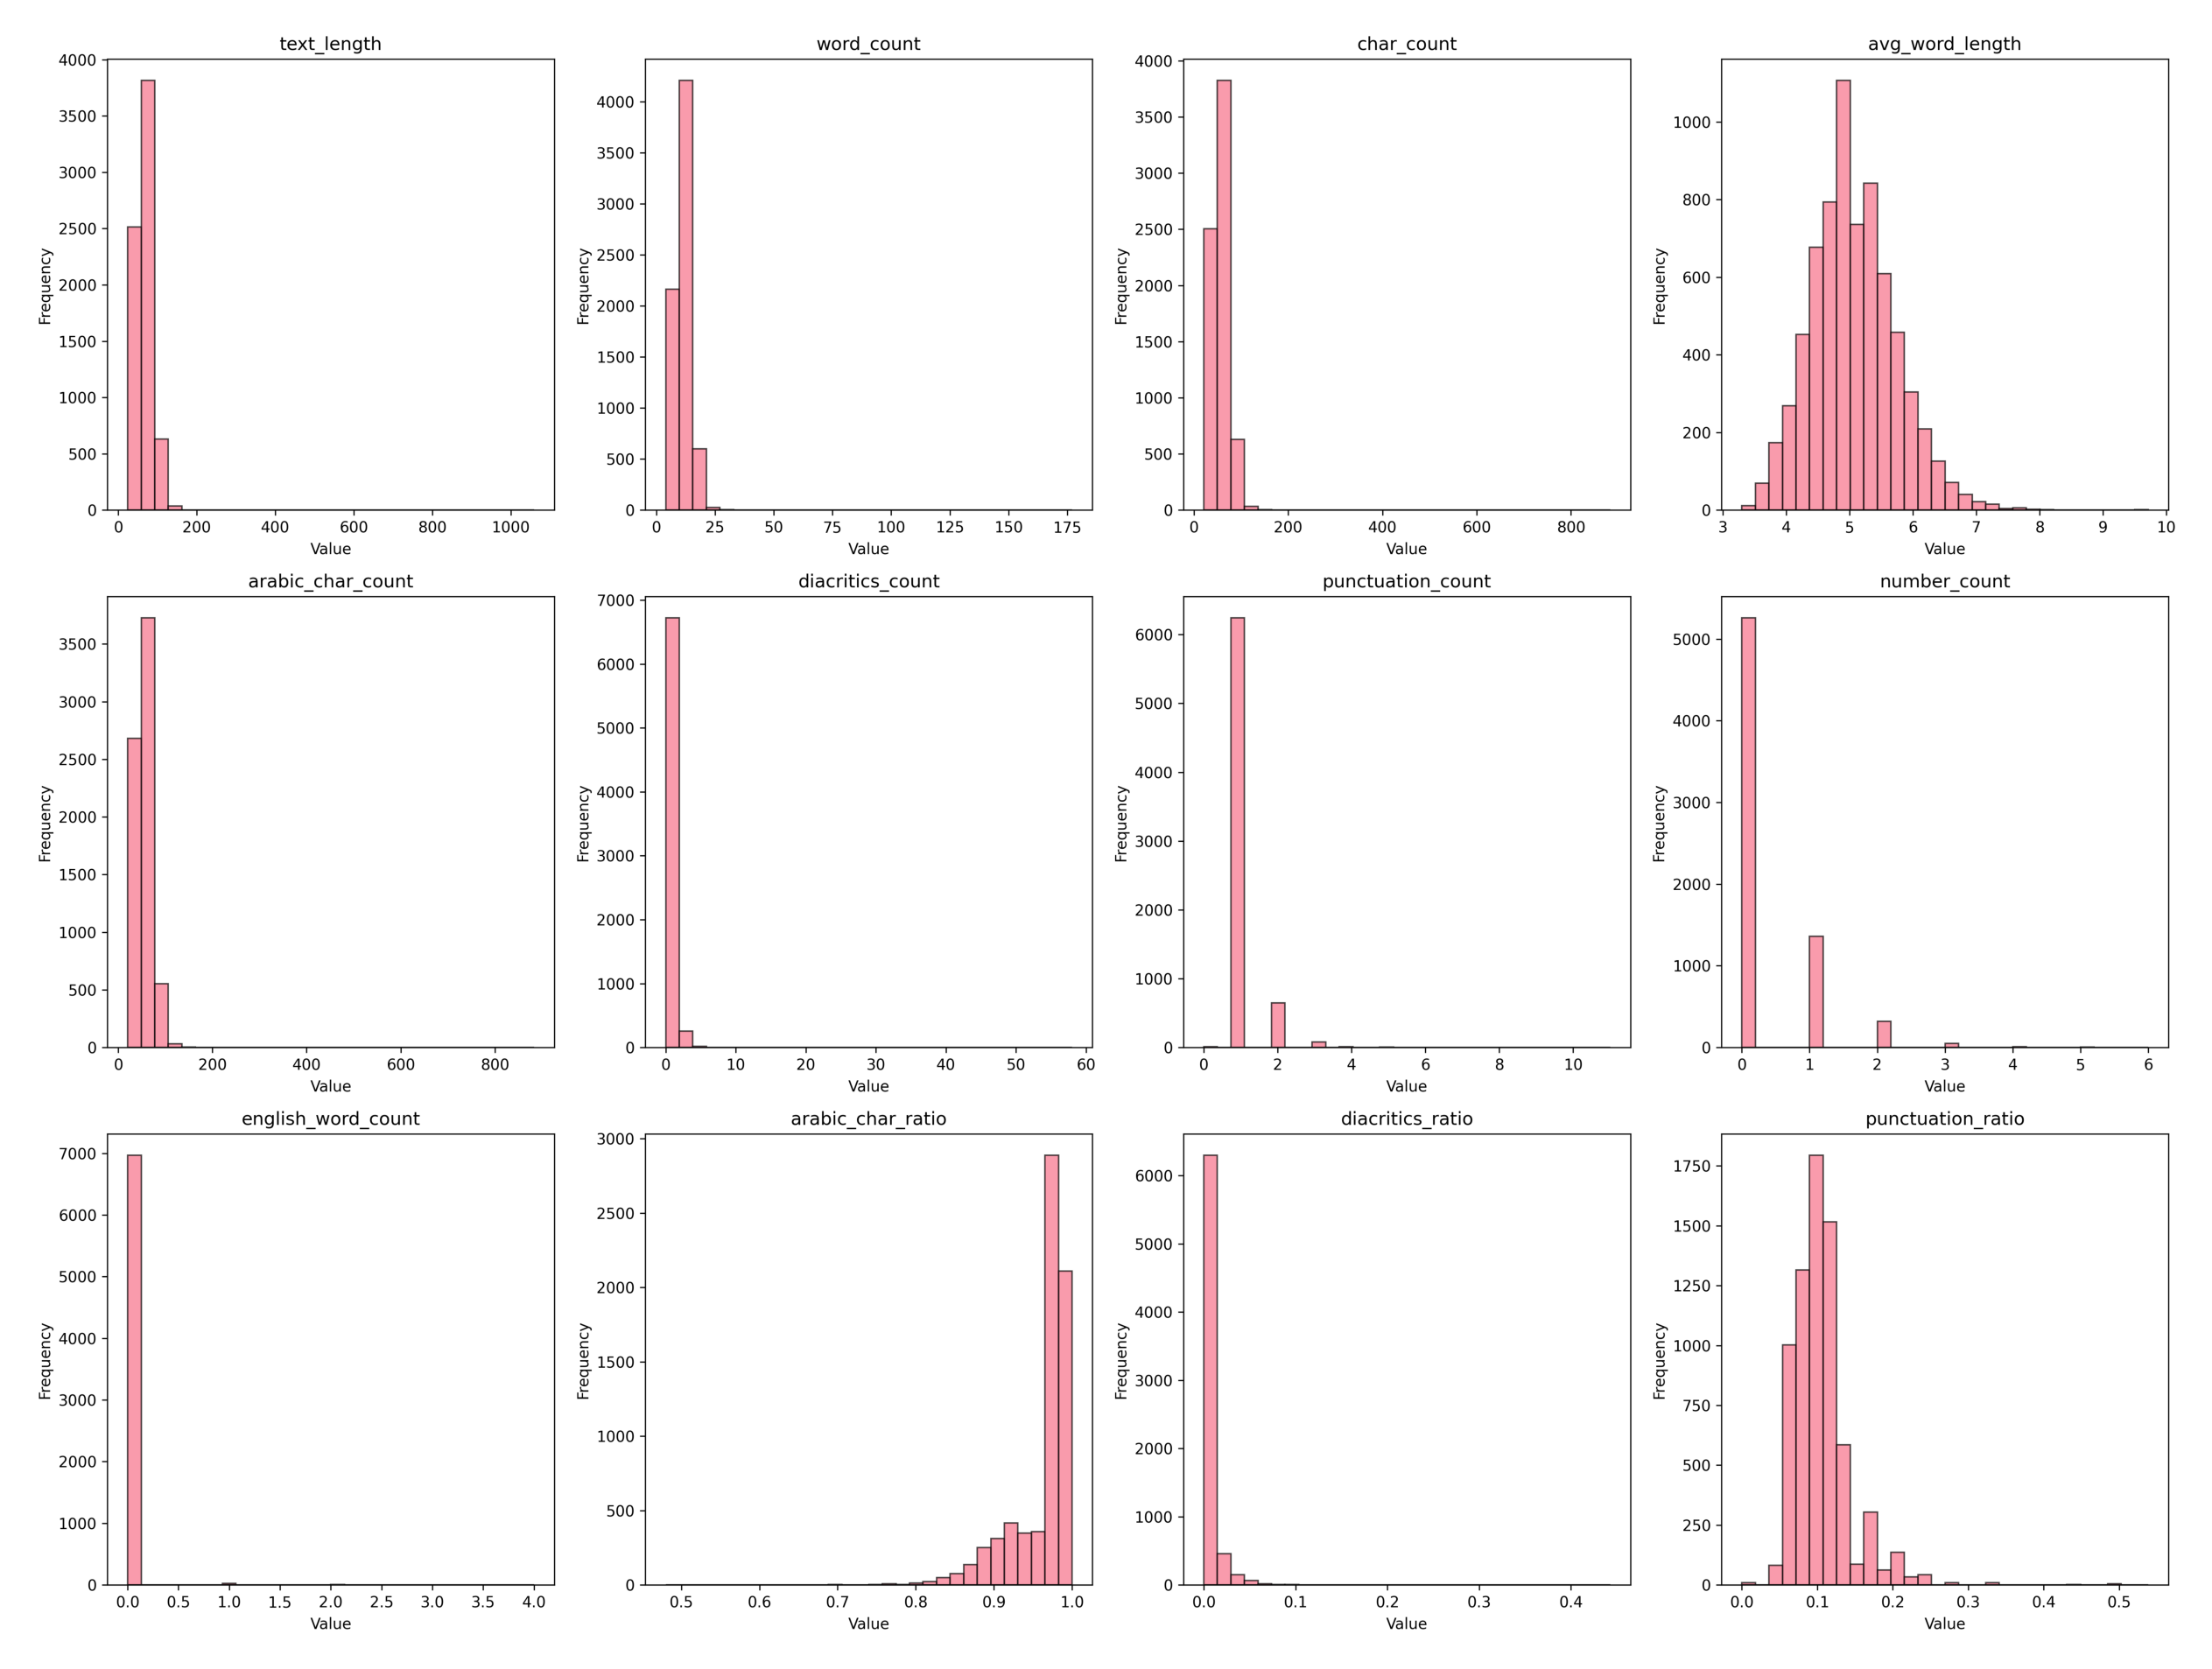 text_length
word_count
char_count
avg_word_length
4000
3500
3000
2500
2000
1500
1000
500
0
Frequency
0 200 400 600 800 1000
Value
4000
3500
3000
2500
2000
1500
1000
500
0
Frequency
0 25 50 75 100 125 150 175
Value
4000
3500
3000
2500
2000
1500
1000
500
0
Frequency
0 200 400 600 800
Value
1000
800
600
400
200
0
Frequency
3 4 5 6 7 8 9 10
Value
arabic_char_count
diacritics_count
punctuation_count
number_count
3500
3000
2500
2000
1500
1000
500
0
Frequency
0 200 400 600 800
Value
7000
6000
5000
4000
3000
2000
1000
0
Frequency
0 10 20 30 40 50 60
Value
6000
5000
4000
3000
2000
1000
0
Frequency
0 2 4 6 8 10
Value
5000
4000
3000
2000
1000
0
Frequency
0 1 2 3 4 5 6
Value
english_word_count
arabic_char_ratio
diacritics_ratio
punctuation_ratio
7000
6000
5000
4000
3000
2000
1000
0
Frequency
0.0 0.5 1.0 1.5 2.0 2.5 3.0 3.5 4.0
Value
3000
2500
2000
1500
1000
500
0
Frequency
0.5 0.6 0.7 0.8 0.9 1.0
Value
6000
5000
4000
3000
2000
1000
0
Frequency
0.0 0.1 0.2 0.3 0.4
Value
1750
1500
1250
1000
750
500
250
0
Frequency
0.0 0.1 0.2 0.3 0.4 0.5
Value